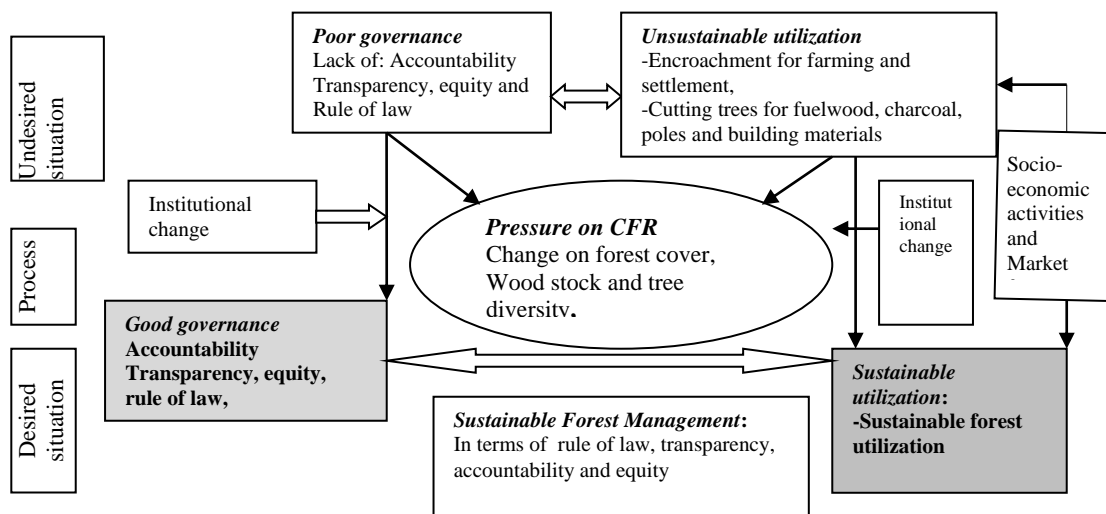 Undesired
situation
Poor governance
Lack of: Accountability
Transparency, equity and
Rule of law
Unsustainable utilization
-Encroachment for farming and
settlement,
-Cutting trees for fuelwood, charcoal,
poles and building materials
Socio-
economic
activities
and
Market
Institutional
change
Institut
ional
change
Process
Pressure on CFR
Change on forest cover,
Wood stock and tree
diversity.
Desired
situation
Good governance
Accountability
Transparency, equity,
rule of law,
Sustainable Forest Management:
In terms of rule of law, transparency,
accountability and equity
Sustainable
utilization:
-Sustainable forest
utilization